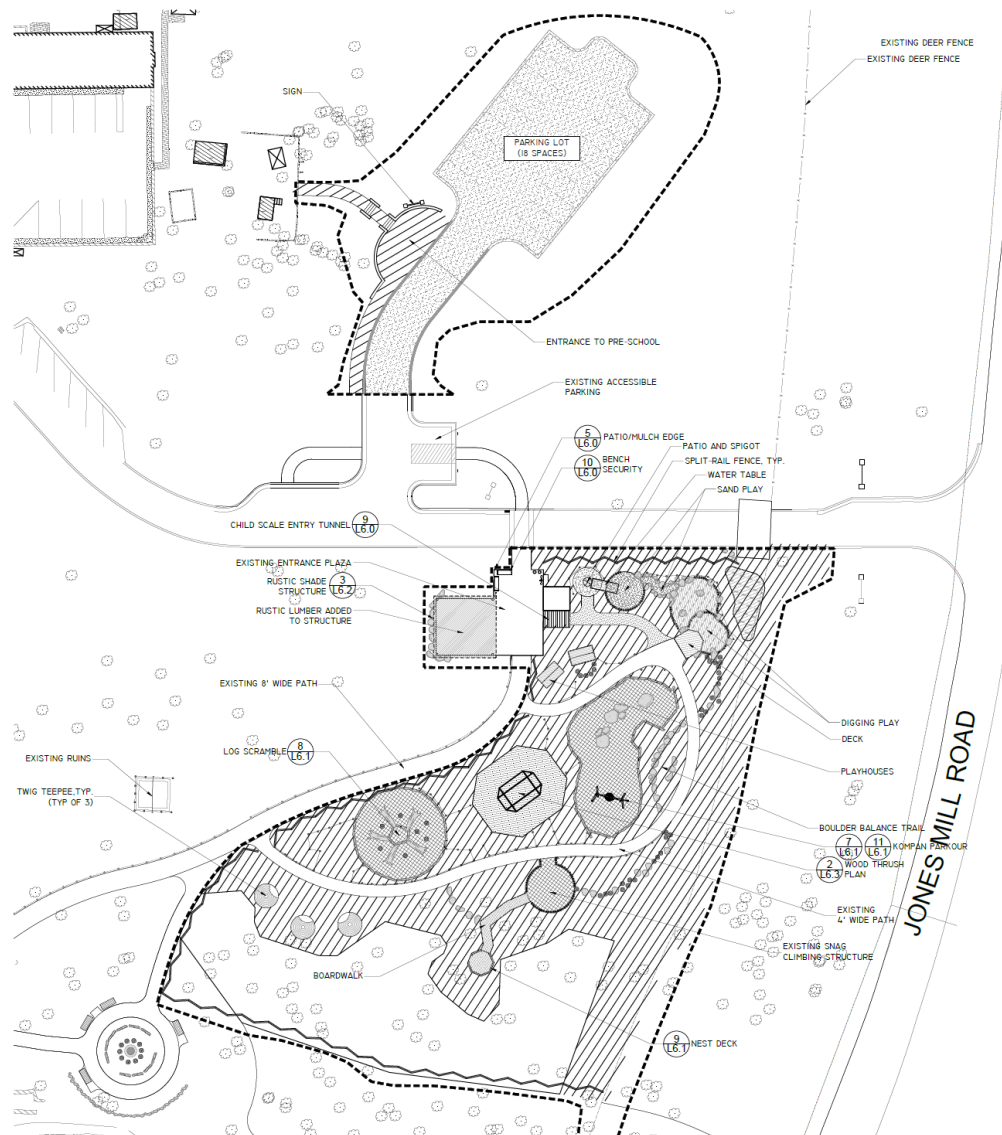 EXISTING DEER FENCE
EXISTING DEER FENCE
SIGN
PARKING LOT
(18 SPACES)
ENTRANCE TO PRE-SCHOOL
EXISTING ACCESSIBLE
PARKING
5
L6.0
PATIO/MULCH EDGE
10
L6.0
BENCH
SECURITY
PATIO AND SPIGOT
SPLIT-RAIL FENCE, TYP.
WATER TABLE
SAND PLAY
CHILD SCALE ENTRY TUNNEL
9
L6.0
EXISTING ENTRANCE PLAZA
RUSTIC SHADE
STRUCTURE
3
L6.2
RUSTIC LUMBER ADDED
TO STRUCTURE
EXISTING 8' WIDE PATH
LOG SCRAMBLE
8
L6.1
EXISTING RUINS
TWIG TEEPEE,TYP.
(TYP OF 3)
DIGGING PLAY
DECK
PLAYHOUSES
BOULDER BALANCE TRAIL
7
L6.1
11
L6.1
KOMPAN PARKOUR
2
L6.3
WOOD THRUSH
PLAN
EXISTING
4' WIDE PATH
EXISTING SNAG
CLIMBING STRUCTURE
BOARDWALK
9
L6.1
NEST DECK
JONES MILL ROAD